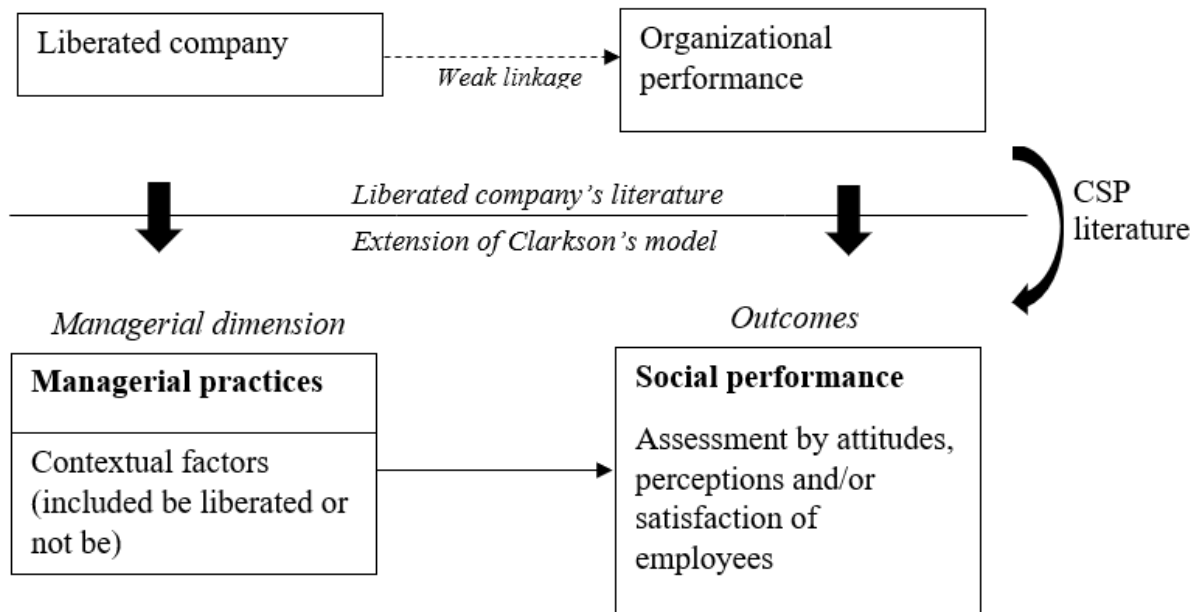 Liberated company
Organizational
performance
Weak linkage
Liberated company's literature
CSP
literature
Extension of Clarkson's model
Managerial dimension
Outcomes
Managerial practices
Contextual factors
(included be liberated or
not be)
Social performance
Assessment by attitudes,
perceptions and/or
satisfaction of
employees